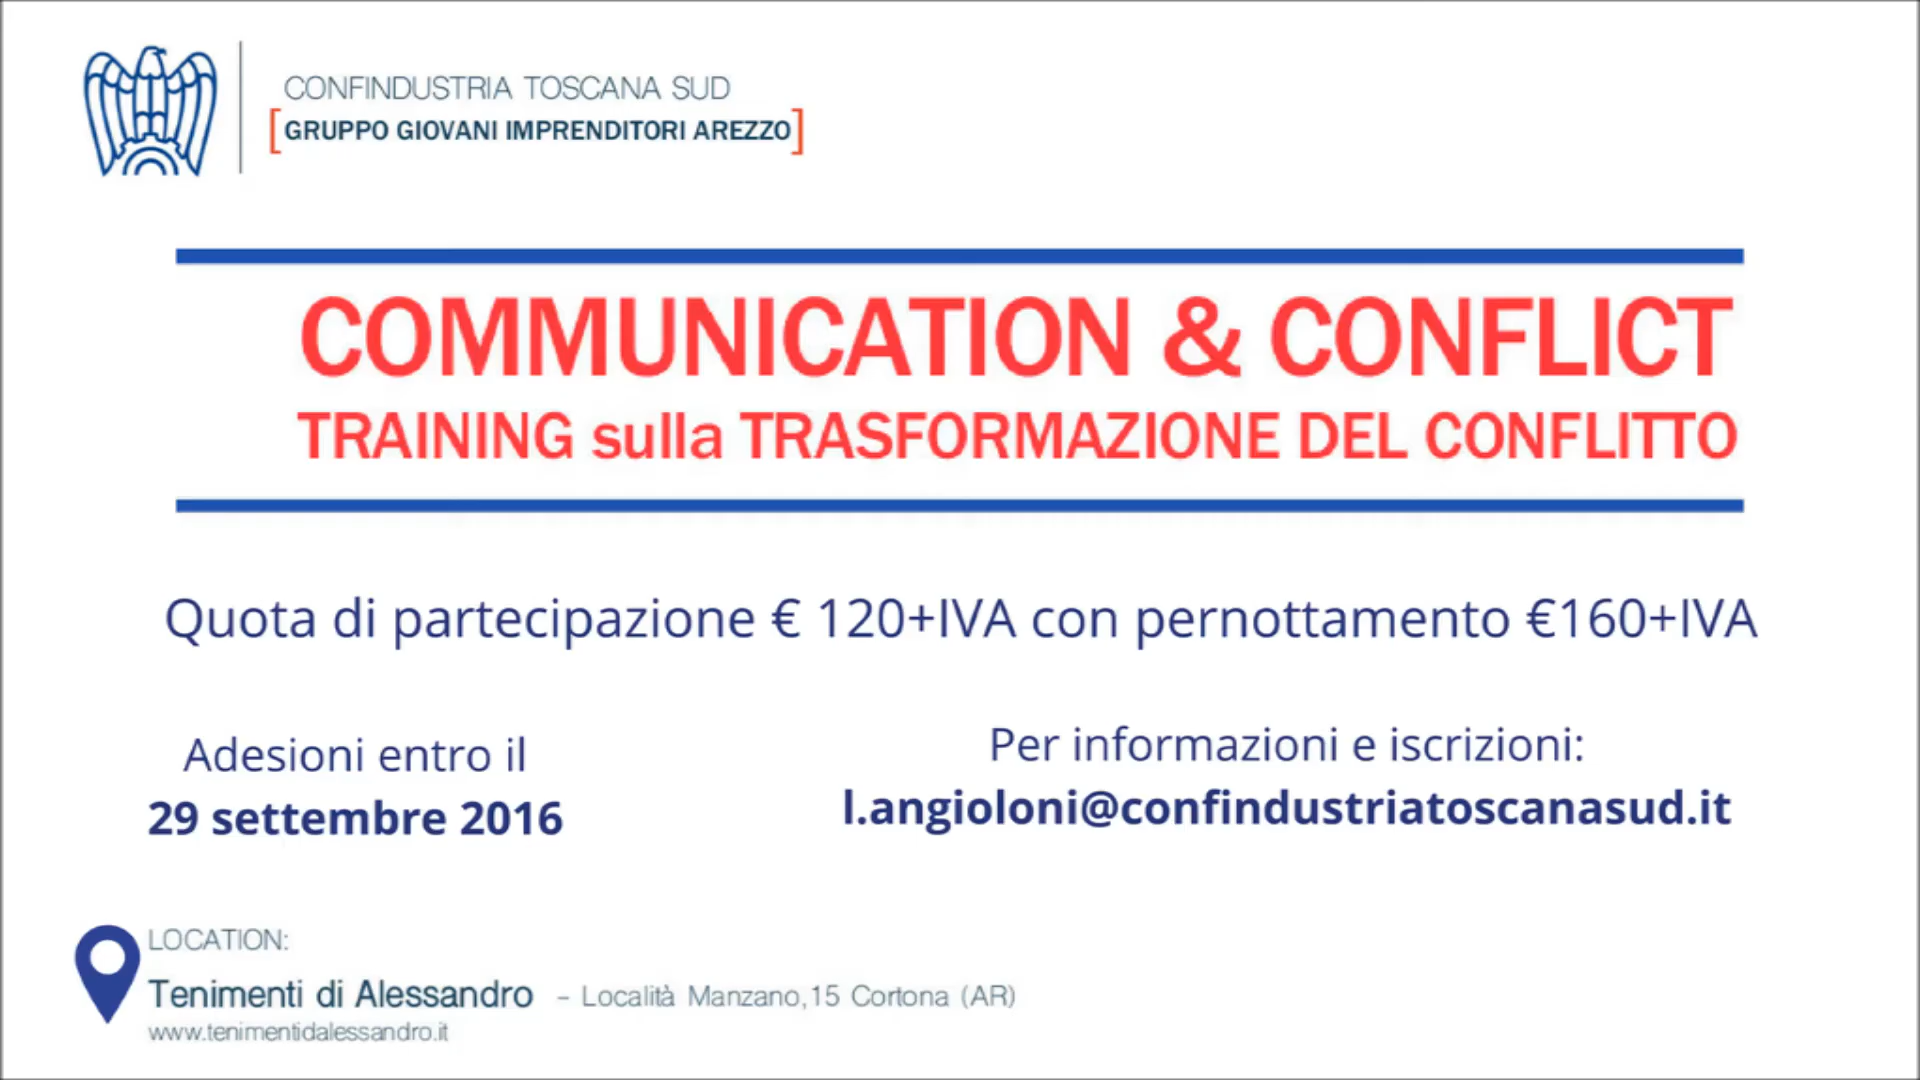 CONFINDUSTRIA TOSCANA SUD
[GRUPPO GIOVANI IMPRENDITORI AREZZO]
COMMUNICATION & CONFLICT
TRAINING sulla TRASFORMAZIONE DEL CONFLITTO
Quota di partecipazione € 120+IVA con pernottamento €160+IVA
Adesioni entro il
29 settembre 2016
Per informazioni e iscrizioni:
l.angioloni@confindustriatoscanasud.it
LOCATION:
Tenimenti di Alessandro - Località Manzano,15 Cortona (AR)
www.tenimentidalessandro.it